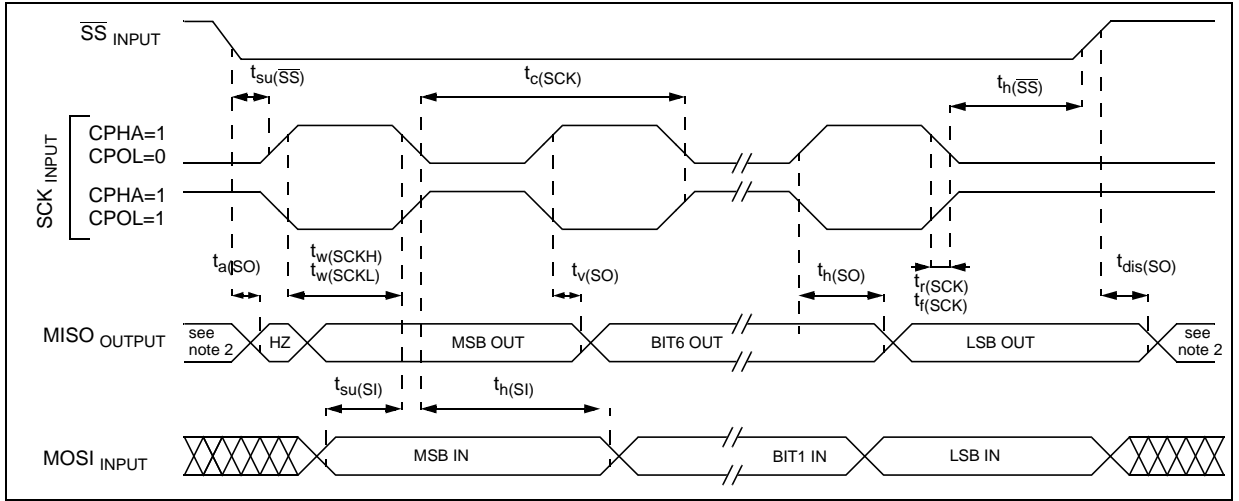 SS INPUT
tsu(SS)
tc(SCK)
th(SS)
SCK INPUT
CPHA=1
CPOL=0
CPHA=1
CPOL=1
ta(SO)
tw(SCKH)
tw(SCKL)
tv(SO)
th(SO)
tr(SCK)
tf(SCK)
tdis(SO)
MISO OUTPUT
see
note 2
HZ
MSB OUT
BIT6 OUT
LSB OUT
see
note 2
tsu(SI)
th(SI)
MOSI INPUT
MSB IN
BIT1 IN
LSB IN